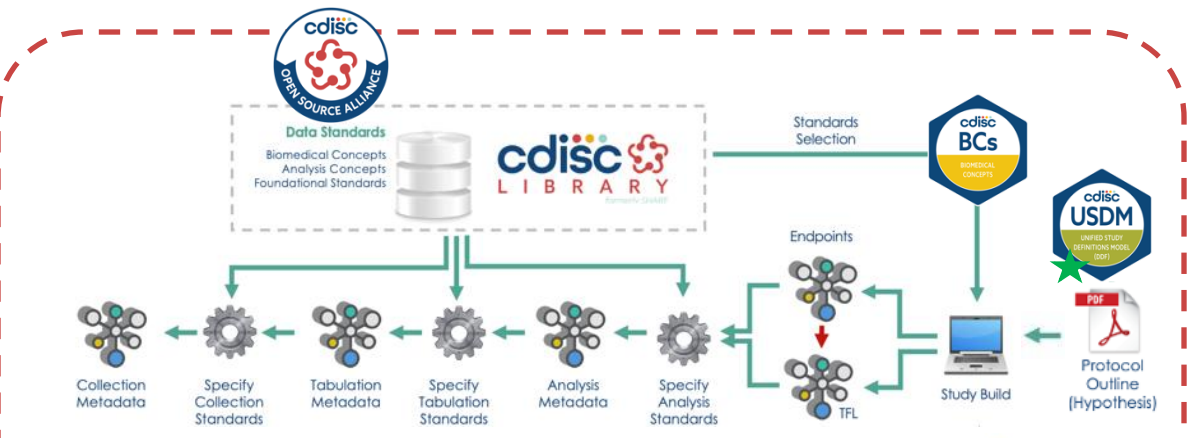 cdisc
OPEN SOURCE ALLIANCE
Data Standards
Biomedical Concepts
Analysis Concepts
Foundational Standards
cdisc
LIBRARY
formerly SHARE
Standards
Selection
cdisc
BCs
BIOMEDICAL
CONCEPTS
cdisc
USDM
UNIFIED STUDY
DEFINITIONS MODEL
(DDF)
Endpoints
PDF
Collection
Metadata
Specify
Collection
Standards
Tabulation
Metadata
Specify
Tabulation
Standards
Analysis
Metadata
Specify
Analysis
Standards
TFL
Study Build
Protocol
Outline
(Hypothesis)